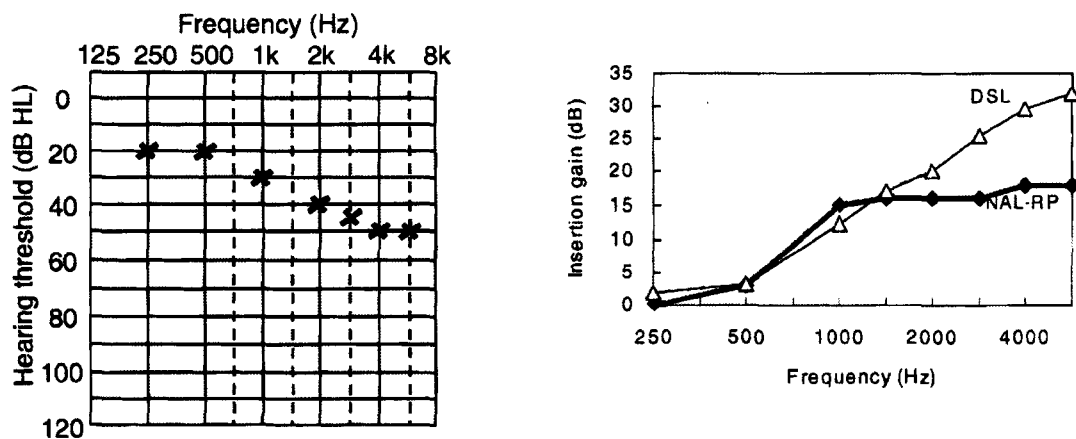 Frequency (Hz)
125 250 500 1k 2k 4k 8k
Hearing threshold (dB HL)
0
20
40
60
80
100
120
35
30
25
20
15
10
5
0
Insertion gain (dB)
DSL
NAL-RP
250 500 1000 2000 4000
Frequency (Hz)